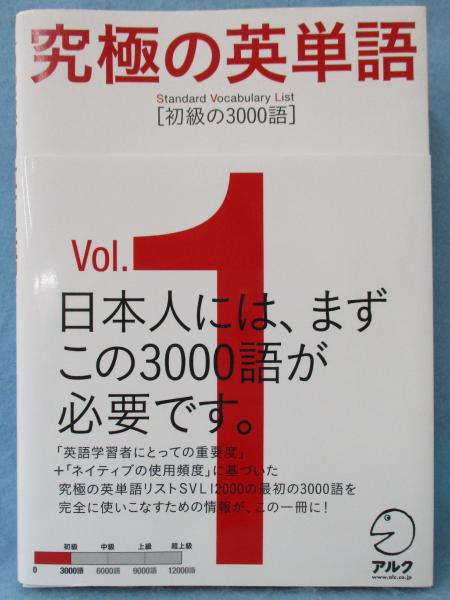 究極の英単語
Standard Vocabulary List
[初級の3000語]
Vol.1
日本人には、まず
この3000語が
必要です。
「英語学習者にとっての重要度」
+「ネイティブの使用頻度」に基づいた
究極の英単語リストSVL12000の最初の3000語を
完全に使いこなすための情報が、この一冊に!
初級 中級 上級 超上級
0 3000語 6000語 9000語 12000語
アルク
www.alc.co.jp